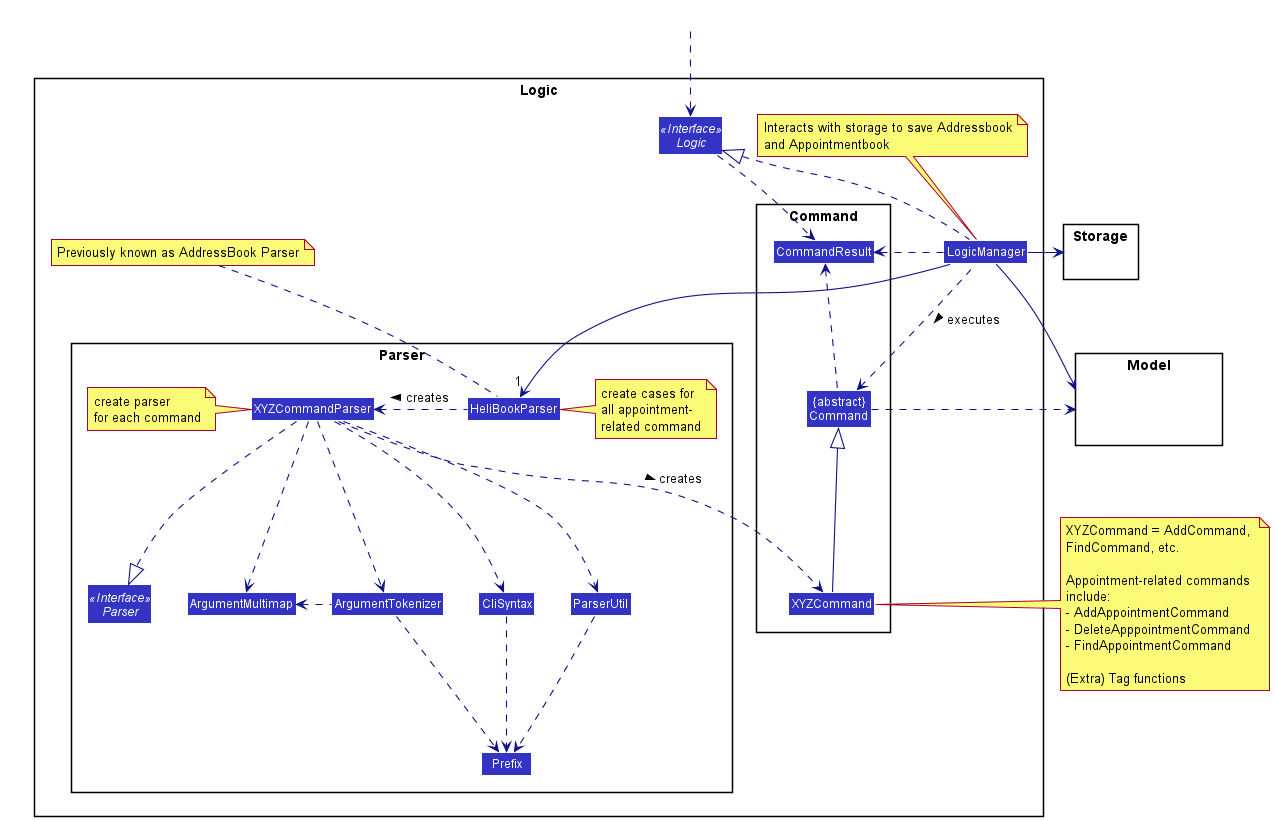 Logic
«Interface»
Logic
Interacts with storage to save Addressbook
and Appointmentbook
Command
CommandResult
LogicManager
Storage
Previously known as AddressBook Parser
executes
Parser
Model
1
create parser
for each command
XYZCommandParser
creates
HeliBookParser
create cases for
all appointment-
related command
{abstract}
Command
creates
XYZCommand = AddCommand,
FindCommand, etc.
Appointment-related commands
include:
- AddAppointmentCommand
- DeleteApppointmentCommand
- FindAppointmentCommand
(Extra) Tag functions
«Interface»
Parser
ArgumentMultimap
ArgumentTokenizer
CliSyntax
ParserUtil
XYZCommand
Prefix